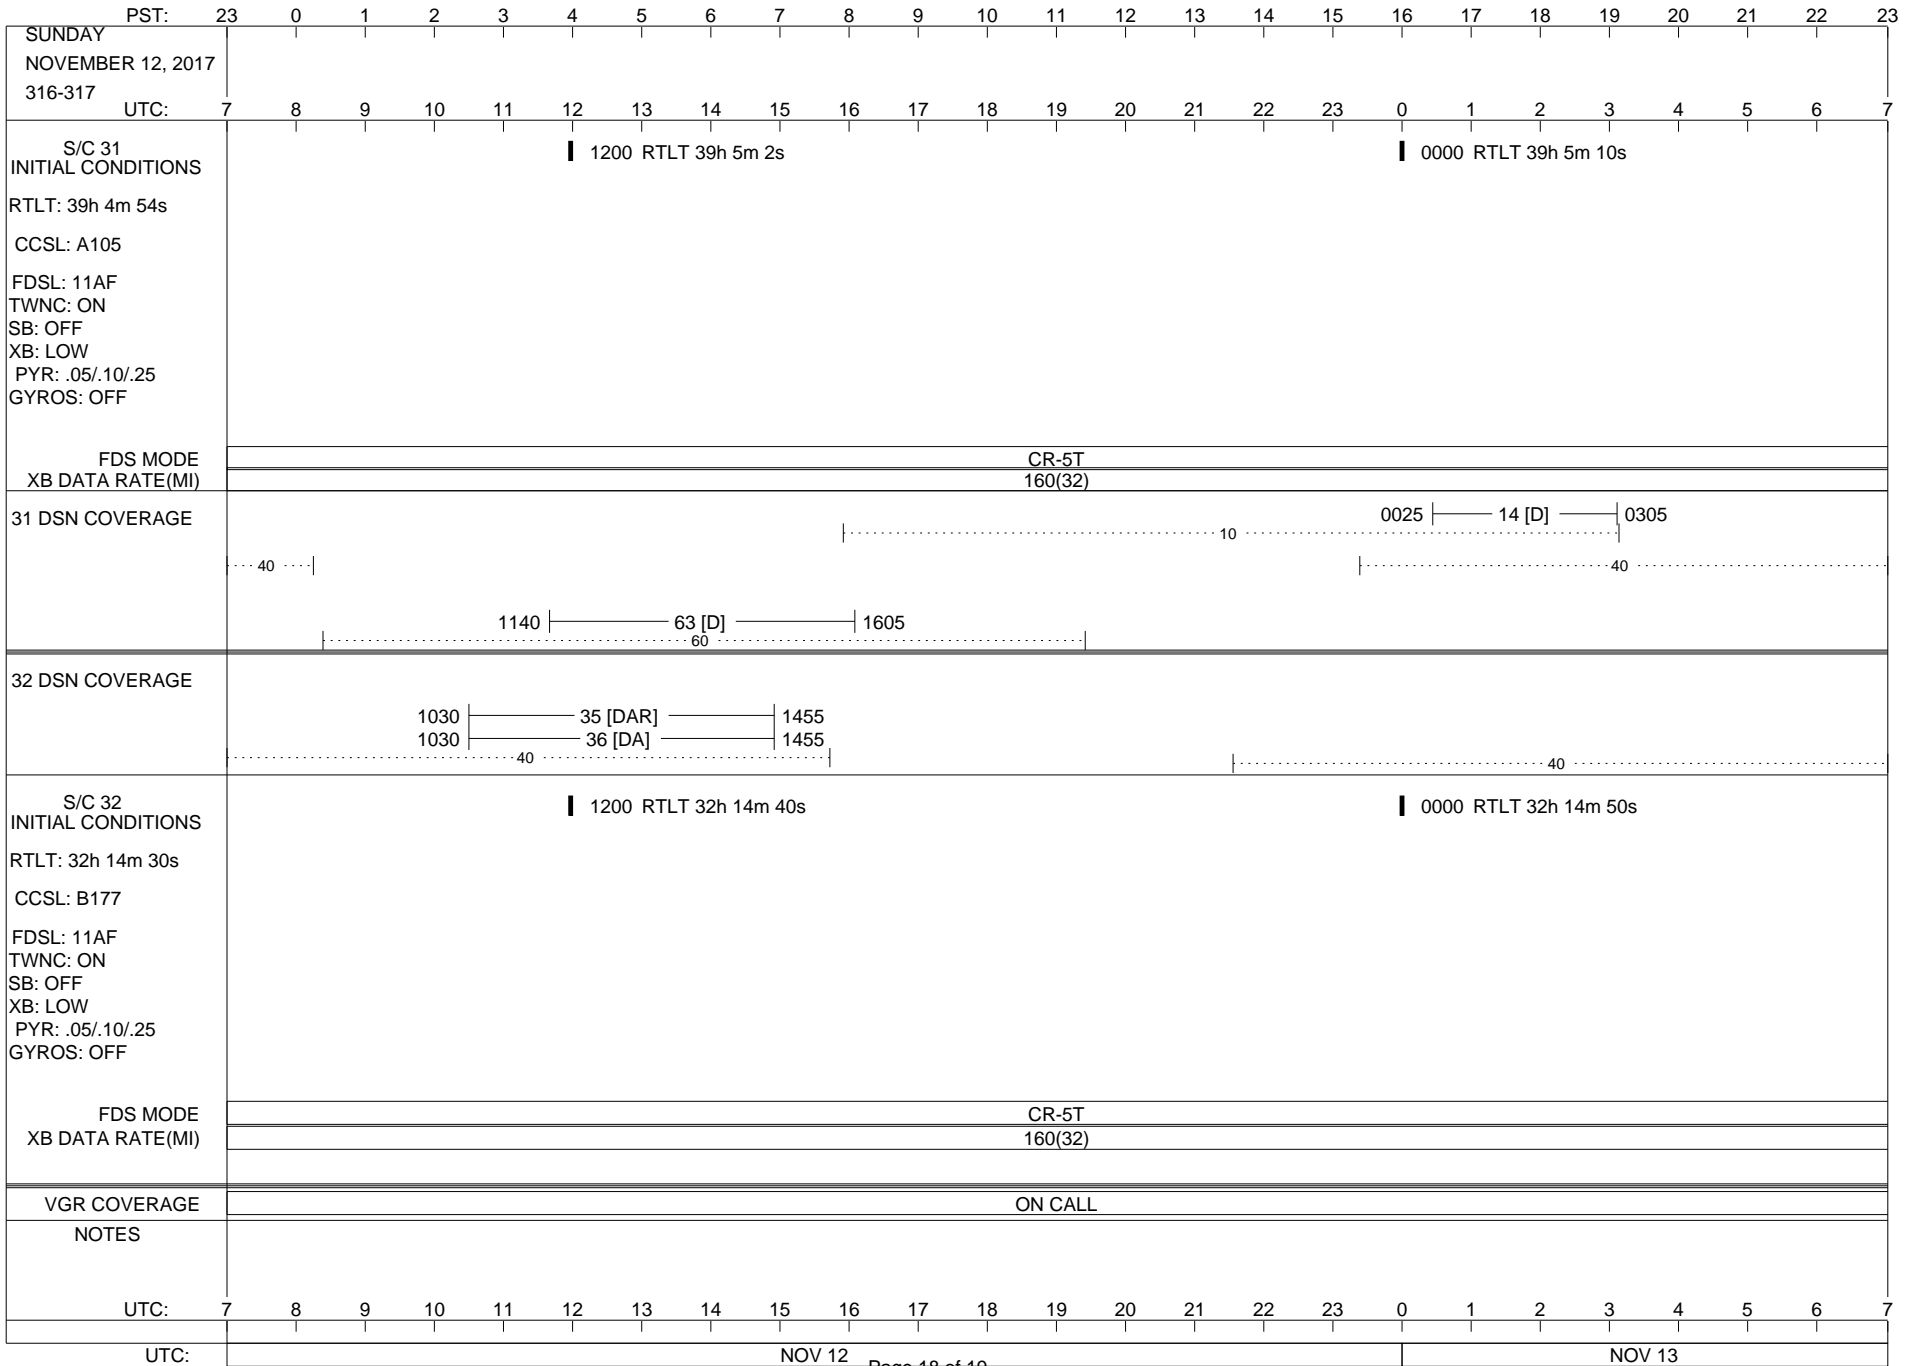 PST: 23 0 1 2 3 4 5 6 7 8 9 10 11 12 13 14 15 16 17 18 19 20 21 22 23
SUNDAY
NOVEMBER 12, 2017
316-317
UTC: 7 8 9 10 11 12 13 14 15 16 17 18 19 20 21 22 23 0 1 2 3 4 5 6 7
S/C 31
INITIAL CONDITIONS
1200 RTLT 39h 5m 2s
0000 RTLT 39h 5m 10s
RTLT: 39h 4m 54s
CCSL: A105
FDSL: 11AF
TWNC: ON
SB: OFF
XB: LOW
PYR: .05/.10/.25
GYROS: OFF
FDS MODE CR-5T
XB DATA RATE(MI) 160(32)
31 DSN COVERAGE
0025 14 [D] 0305
10
40 40
1140 63 [D] 1605
60
32 DSN COVERAGE
1030 35 [DAR] 1455
1030 36 [DA] 1455
40 40
S/C 32
INITIAL CONDITIONS
1200 RTLT 32h 14m 40s
0000 RTLT 32h 14m 50s
RTLT: 32h 14m 30s
CCSL: B177
FDSL: 11AF
TWNC: ON
SB: OFF
XB: LOW
PYR: .05/.10/.25
GYROS: OFF
FDS MODE CR-5T
XB DATA RATE(MI) 160(32)
VGR COVERAGE ON CALL
NOTES
UTC: 7 8 9 10 11 12 13 14 15 16 17 18 19 20 21 22 23 0 1 2 3 4 5 6 7
UTC: NOV 12 NOV 13
Page 18 of 19